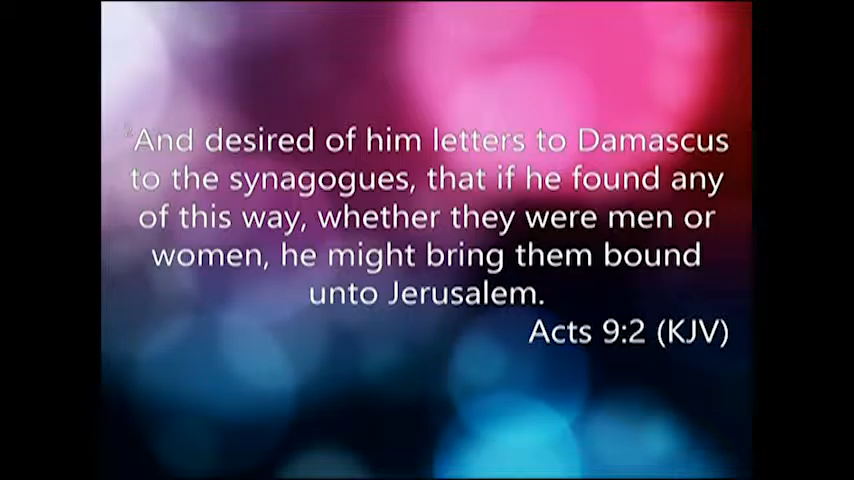 ²And desired of him letters to Damascus
to the synagogues, that if he found any
of this way, whether they were men or
women, he might bring them bound
unto Jerusalem.
Acts 9:2 (KJV)